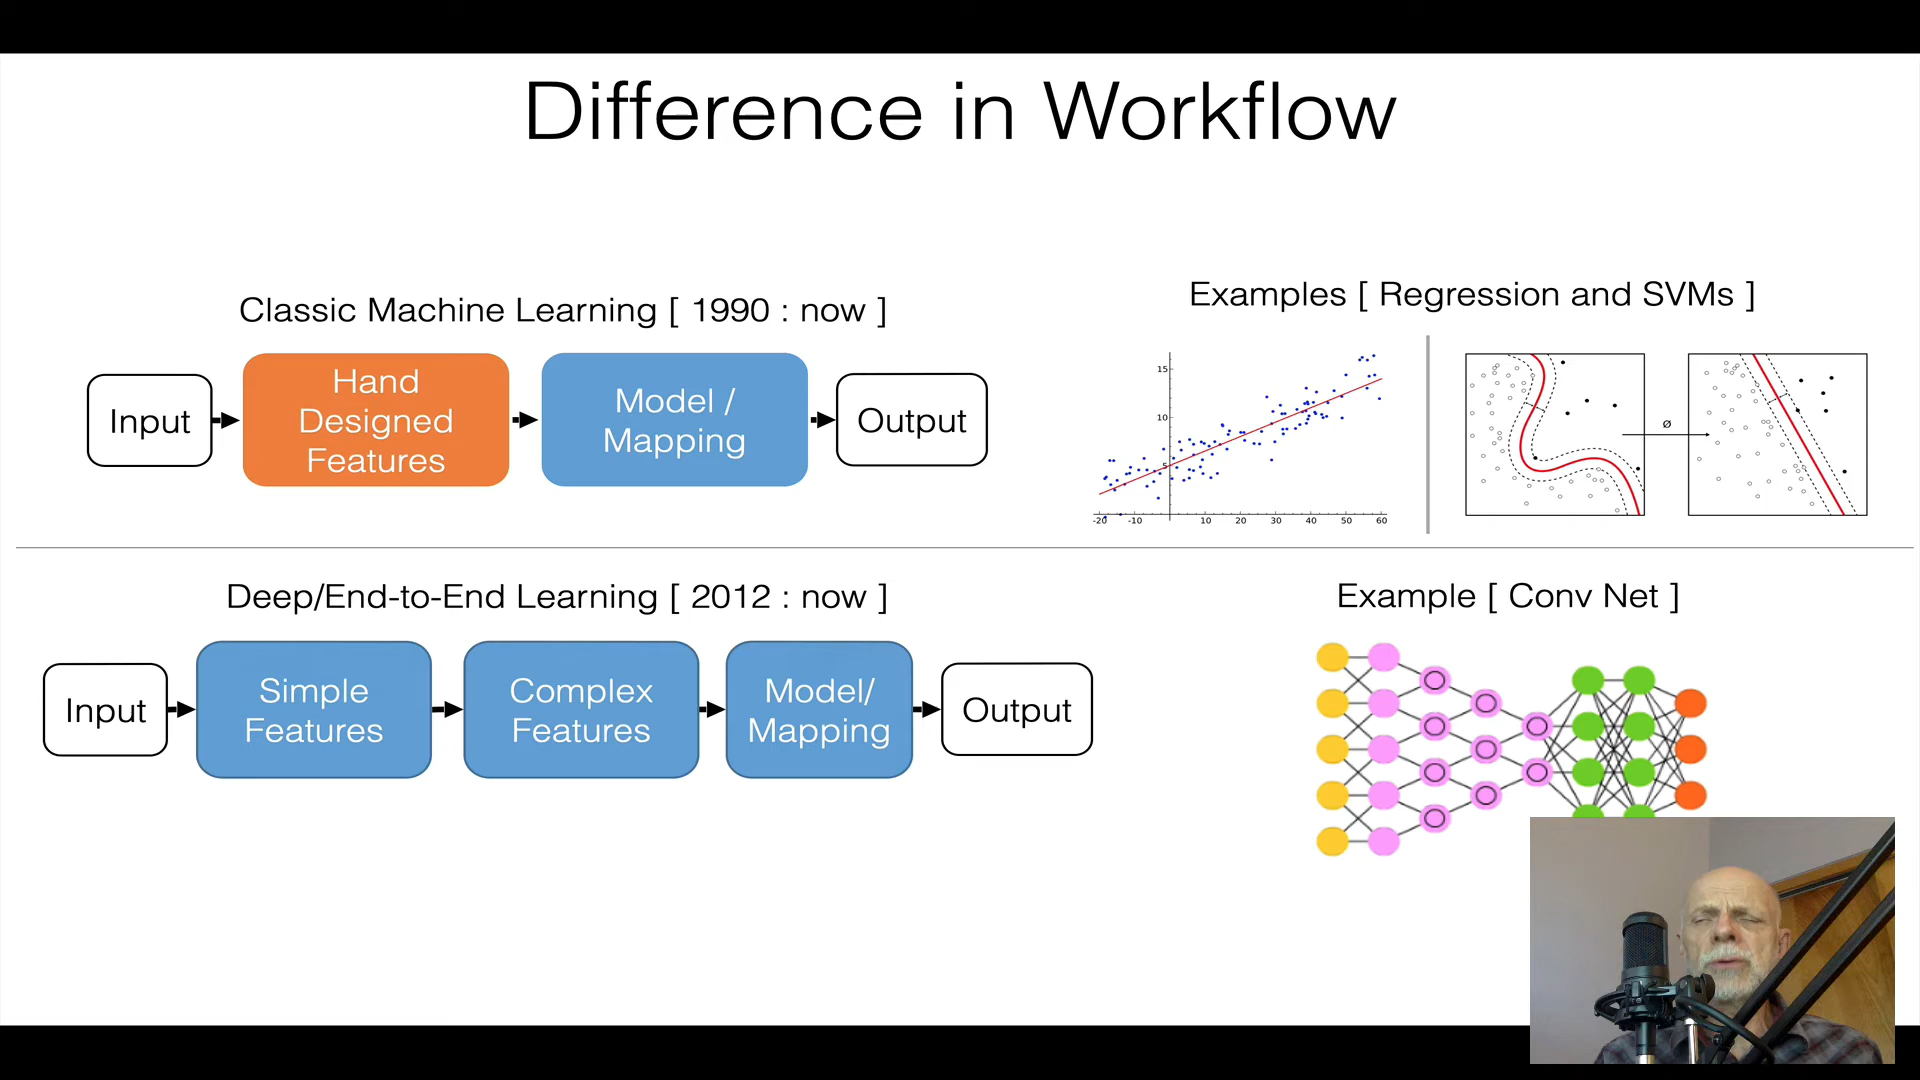 Difference in Workflow
Classic Machine Learning [ 1990 : now ]
Input
Hand
Designed
Features
Model /
Mapping
Output
Examples [ Regression and SVMs ]
15
10
5
-20 -10 10 20 30 40 50 60
ø
Deep/End-to-End Learning [ 2012 : now ]
Input
Simple
Features
Complex
Features
Model/
Mapping
Output
Example [ Conv Net ]